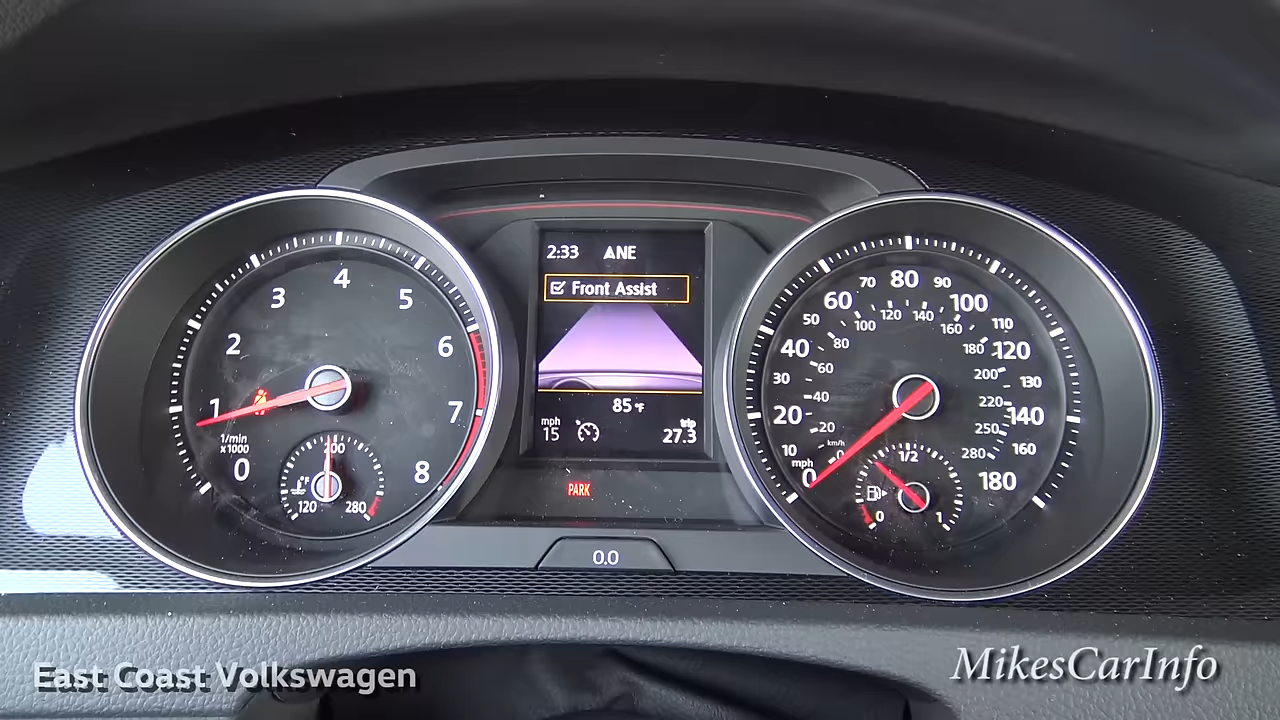 2:33 ANE
Front Assist
85°F
mph
15
trip
27.3
PARK
0.0
0 1 2 3 4 5 6 7 8
1/min
x1000
200
°F
120 280
0 10 20 30 40 50 60 70 80 90 100 110 120 130 140 160 180
mph
km/h
0 20 40 60 80 100 120 140 160 180 200 220 250 280
1/2
0 1
East Coast Volkswagen
MikesCarInfo